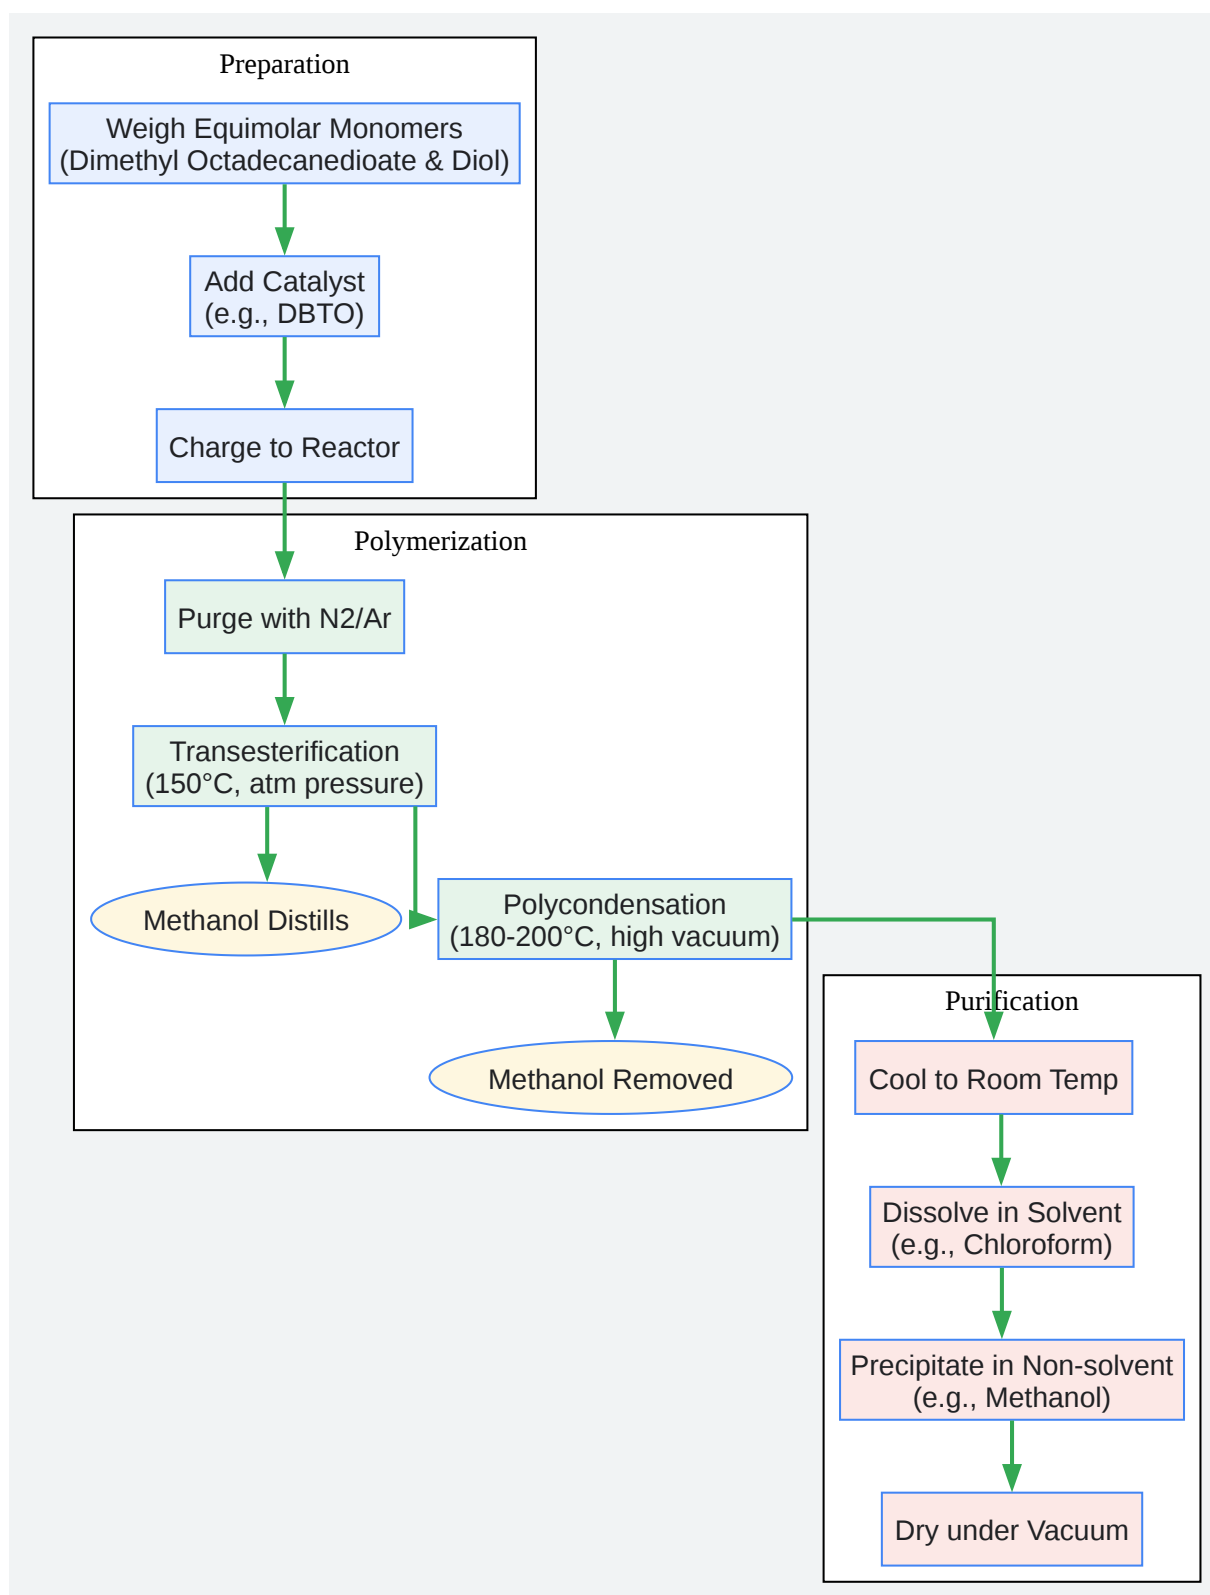 Preparation
Weigh Equimolar Monomers
(Dimethyl Octadecanedioate & Diol)
Add Catalyst
(e.g., DBTO)
Charge to Reactor
Polymerization
Purge with N2/Ar
Transesterification
(150°C, atm pressure)
Methanol Distills
Polycondensation
(180-200°C, high vacuum)
Methanol Removed
Purification
Cool to Room Temp
Dissolve in Solvent
(e.g., Chloroform)
Precipitate in Non-solvent
(e.g., Methanol)
Dry under Vacuum